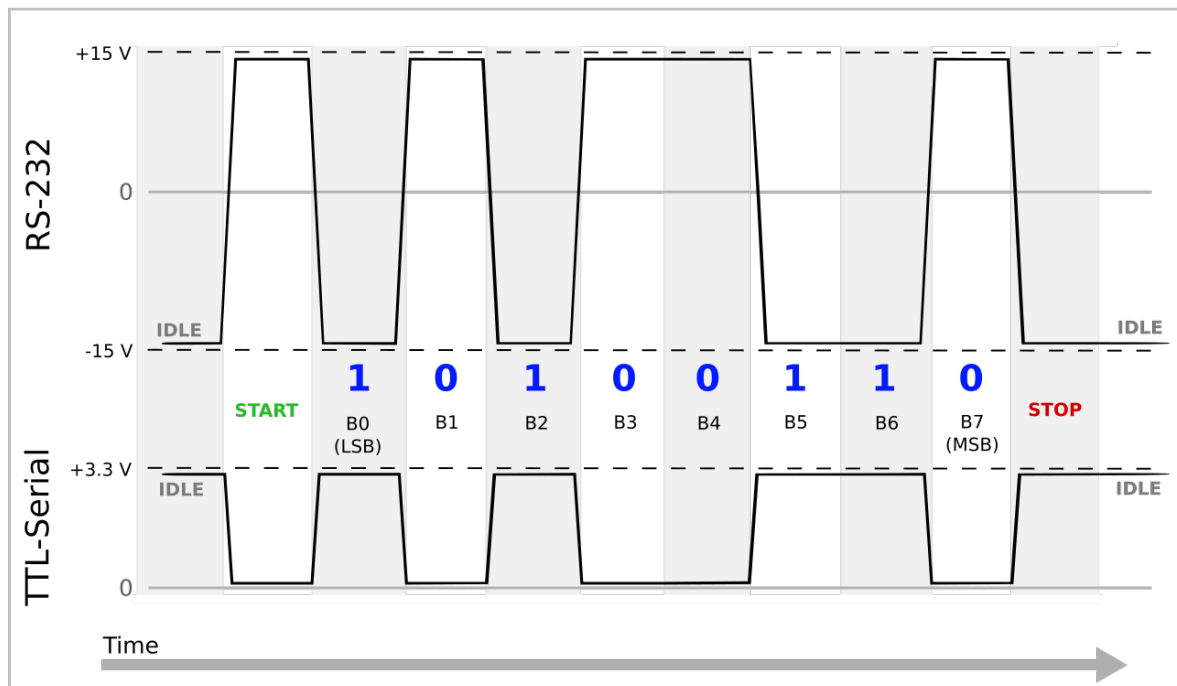 +15 V
RS-232
0
IDLE
IDLE
-15 V
1 0 1 0 0 1 1 0
START B0 B1 B2 B3 B4 B5 B6 B7 STOP
(LSB) (MSB)
+3.3 V
IDLE
IDLE
TTL-Serial
0
Time